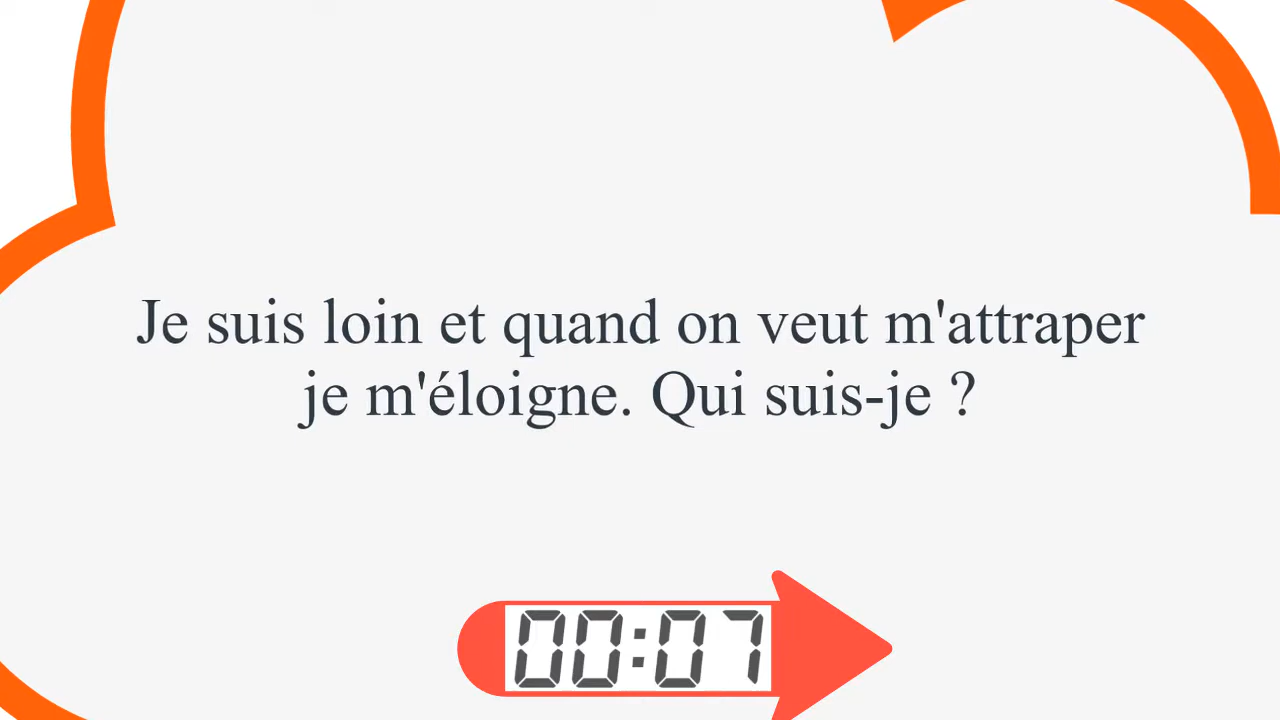 Je suis loin et quand on veut m'attraper
je m'éloigne. Qui suis-je ?
00:07